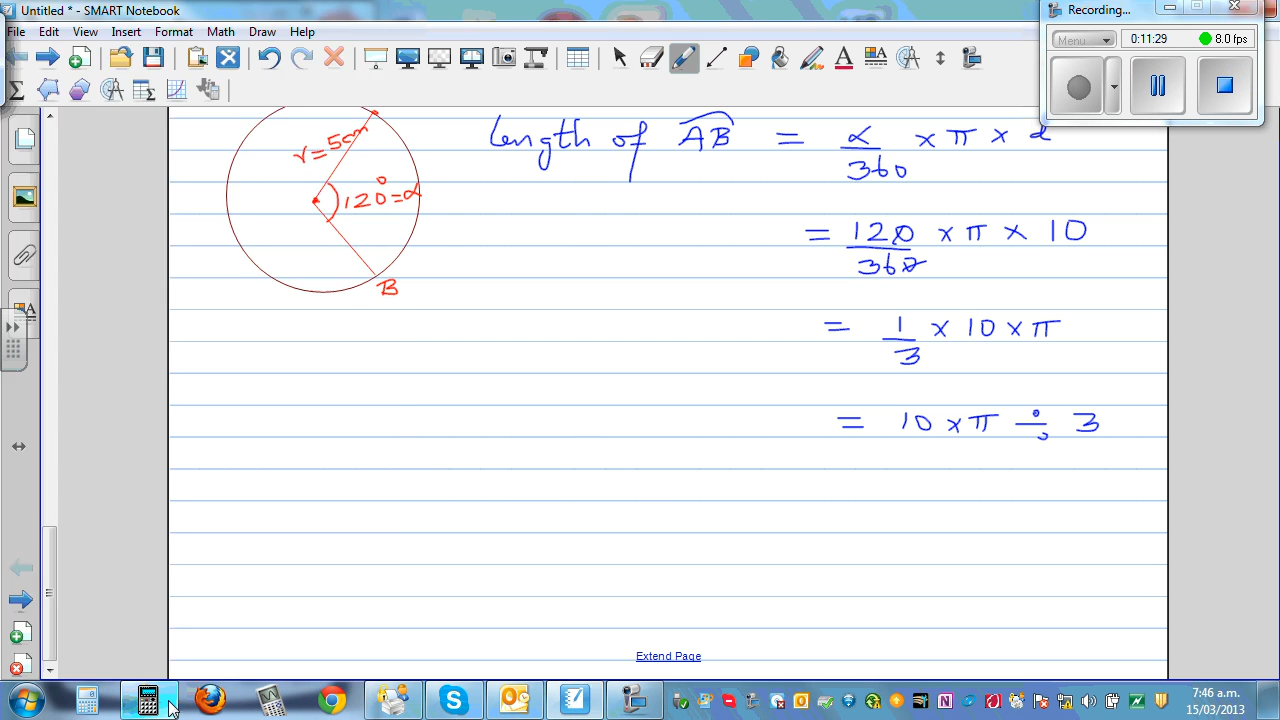 Untitled * - SMART Notebook
Recording...
File Edit View Insert Format Math Draw Help
Menu
0:11:29
8.0 fps
r=5cm
length of AB = α/360 × π × d
120°=α
= 120/360 × π × 10
B
= 1/3 × 10 × π
= 10 × π ÷ 3
Extend Page
7:46 a.m.
15/03/2013